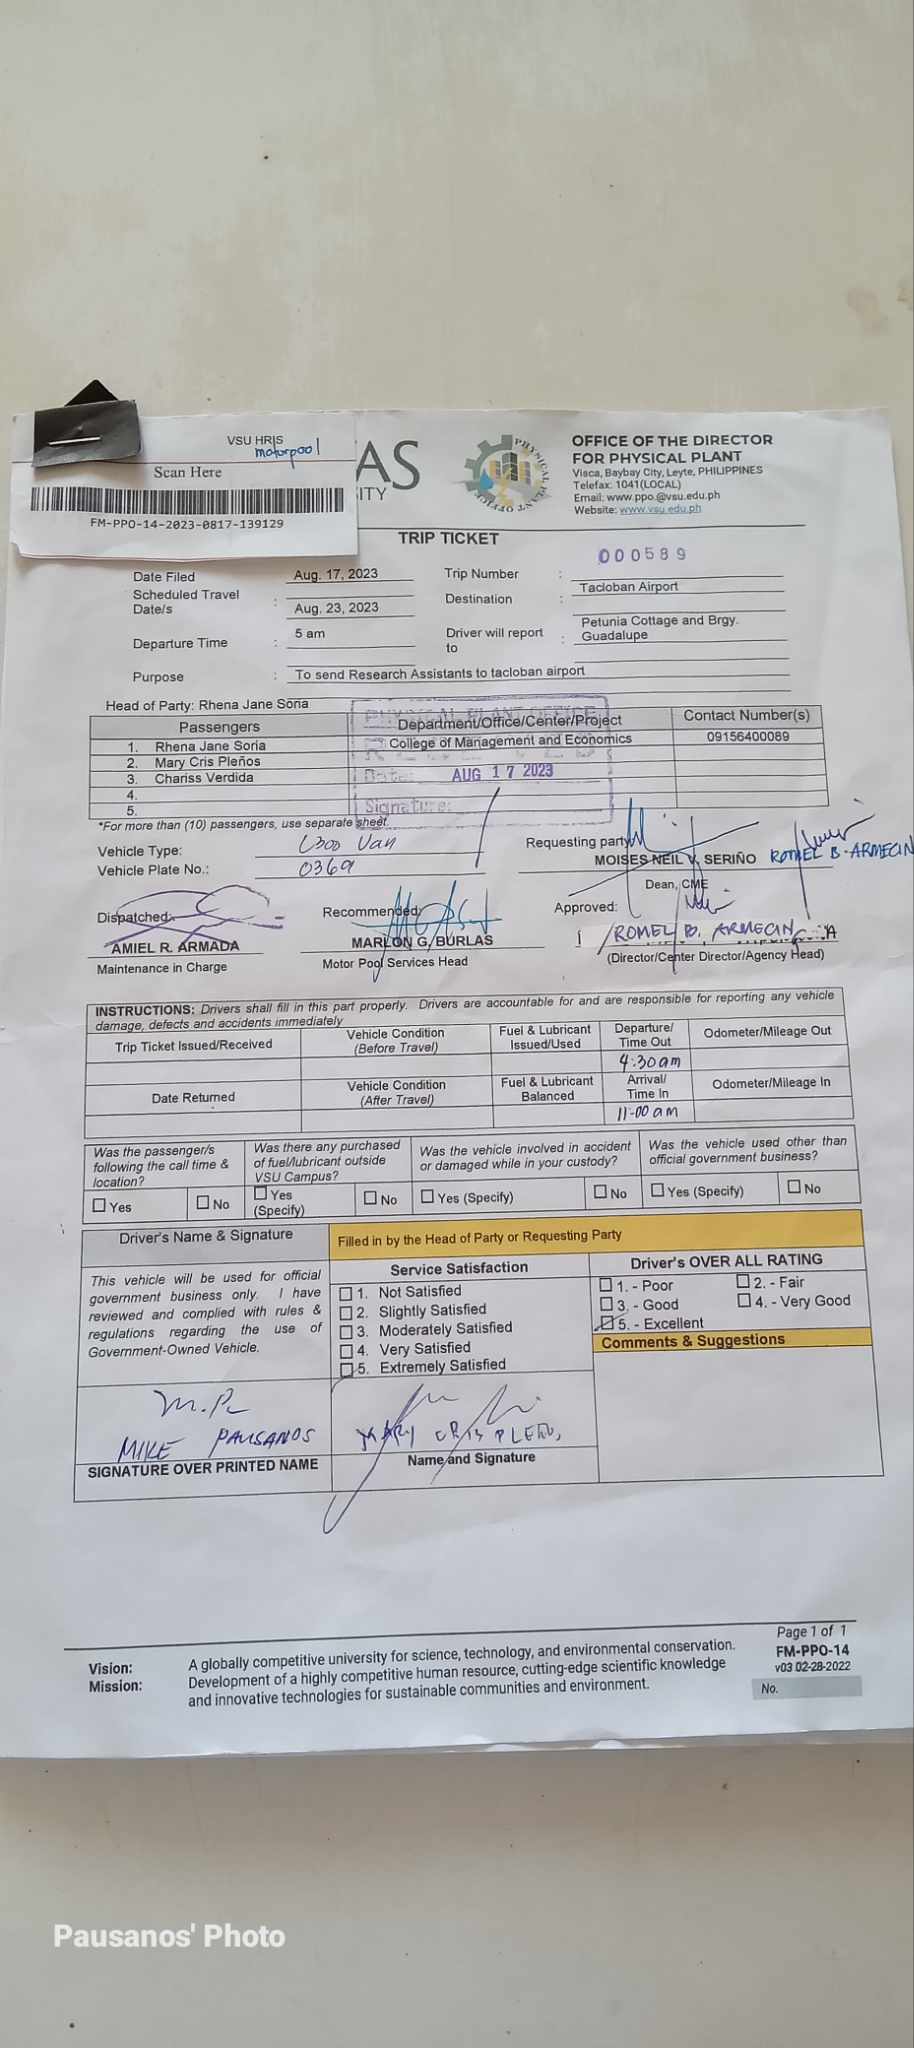 VSU HRIS
motorpool
Scan Here
FM-PPO-14-2023-0817-139129
AS
ITY
PHYSICAL PLANT OFFICE
OFFICE OF THE DIRECTOR
FOR PHYSICAL PLANT
Visca, Baybay City, Leyte, PHILIPPINES
Telefax: 1041(LOCAL)
Email: www.ppo.@vsu.edu.ph
Website: www.vsu.edu.ph
TRIP TICKET
Date Filed Aug. 17, 2023 Trip Number : 000589
Scheduled Travel Date/s : Aug. 23, 2023 Destination : Tacloban Airport
Departure Time : 5 am Driver will report to : Petunia Cottage and Brgy. Guadalupe
Purpose : To send Research Assistants to tacloban airport
Head of Party: Rhena Jane Soria
Passengers Department/Office/Center/Project Contact Number(s)
1. Rhena Jane Soria College of Management and Economics 09156400089
2. Mary Cris Pleños
3. Chariss Verdida
4.
5.
PHYSICAL PLANT OFFICE
Date: AUG 17 2023
Signature:
*For more than (10) passengers, use separate sheet.
Vehicle Type: L300 Van
Vehicle Plate No.: 0369
Requesting party
MOISES NEIL V. SERIÑO ROMEL B. ARMECIN
Dean, CME
Dispatched: Recommended: Approved:
AMIEL R. ARMADA MARLON G. BURLAS ROMEL B. ARMECIN
Maintenance in Charge Motor Pool Services Head (Director/Center Director/Agency Head)
INSTRUCTIONS: Drivers shall fill in this part properly. Drivers are accountable for and are responsible for reporting any vehicle
damage, defects and accidents immediately
Trip Ticket Issued/Received Vehicle Condition (Before Travel) Fuel & Lubricant Issued/Used Departure/ Time Out Odometer/Mileage Out
4:30am
Date Returned Vehicle Condition (After Travel) Fuel & Lubricant Balanced Arrival/ Time In Odometer/Mileage In
11:00 am
Was the passenger/s following the call time & location? Was there any purchased of fuel/lubricant outside VSU Campus? Was the vehicle involved in accident or damaged while in your custody? Was the vehicle used other than official government business?
Yes No Yes (Specify) No Yes (Specify) No Yes (Specify) No
Driver's Name & Signature Filled in by the Head of Party or Requesting Party
This vehicle will be used for official
government business only. I have
reviewed and complied with rules &
regulations regarding the use of
Government-Owned Vehicle.
Service Satisfaction
1. Not Satisfied
2. Slightly Satisfied
3. Moderately Satisfied
4. Very Satisfied
5. Extremely Satisfied
Driver's OVER ALL RATING
1. - Poor 2. - Fair
3. - Good 4. - Very Good
5. - Excellent
Comments & Suggestions
MIKE PAUSANOS
SIGNATURE OVER PRINTED NAME
MARY CRIS
Name and Signature
Page 1 of 1
FM-PPO-14
v03 02-28-2022
No.
Vision: A globally competitive university for science, technology, and environmental conservation.
Mission: Development of a highly competitive human resource, cutting-edge scientific knowledge
and innovative technologies for sustainable communities and environment.
Pausanos' Photo